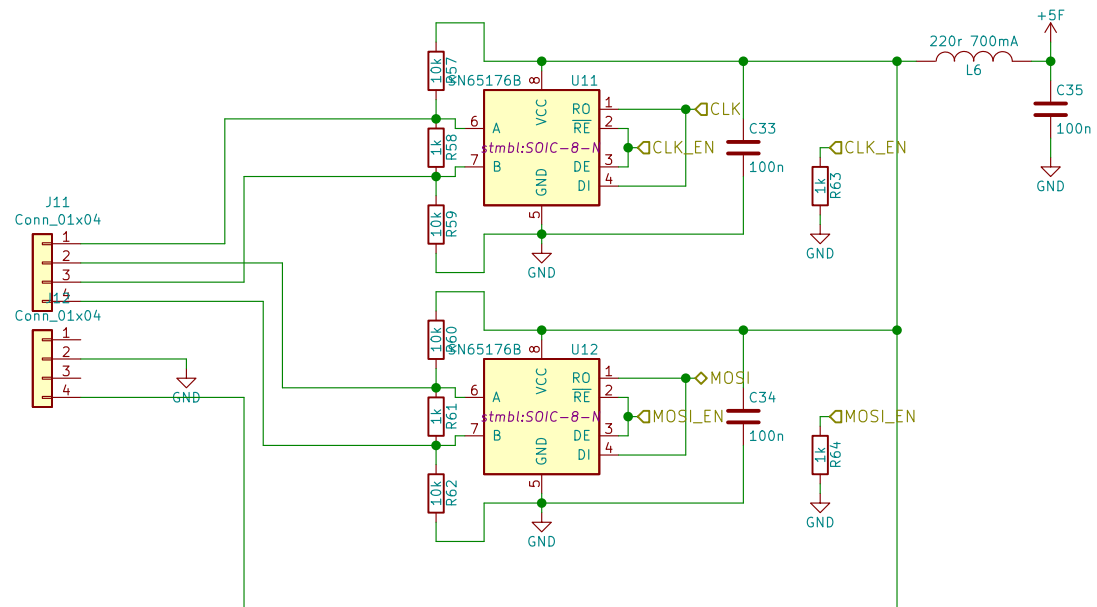 +5F
220r 700mA
L6
C35
100n
GND
10k
R57
SN65176B
U11
8
VCC
1 RO
CLK
2 RE
CLK_EN
3 DE
4 DI
6 A
7 B
stmbl:SOIC-8-N
GND
5
GND
1k
R58
10k
R59
C33
100n
CLK_EN
1k
R63
GND
J11
Conn_01x04
1
2
3
4
J12
Conn_01x04
1
2
3
4
GND
10k
R60
SN65176B
U12
8
VCC
1 RO
MOSI
2 RE
MOSI_EN
3 DE
4 DI
6 A
7 B
stmbl:SOIC-8-N
GND
5
GND
1k
R61
10k
R62
C34
100n
MOSI_EN
1k
R64
GND